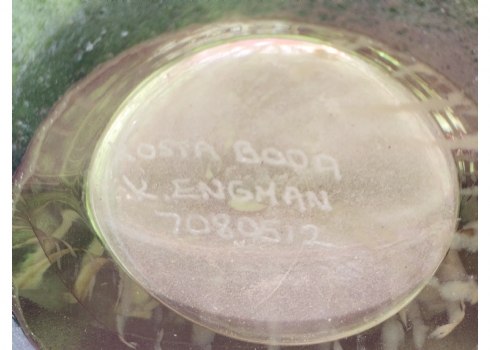 KOSTA BODA
K. ENGMAN
7080512